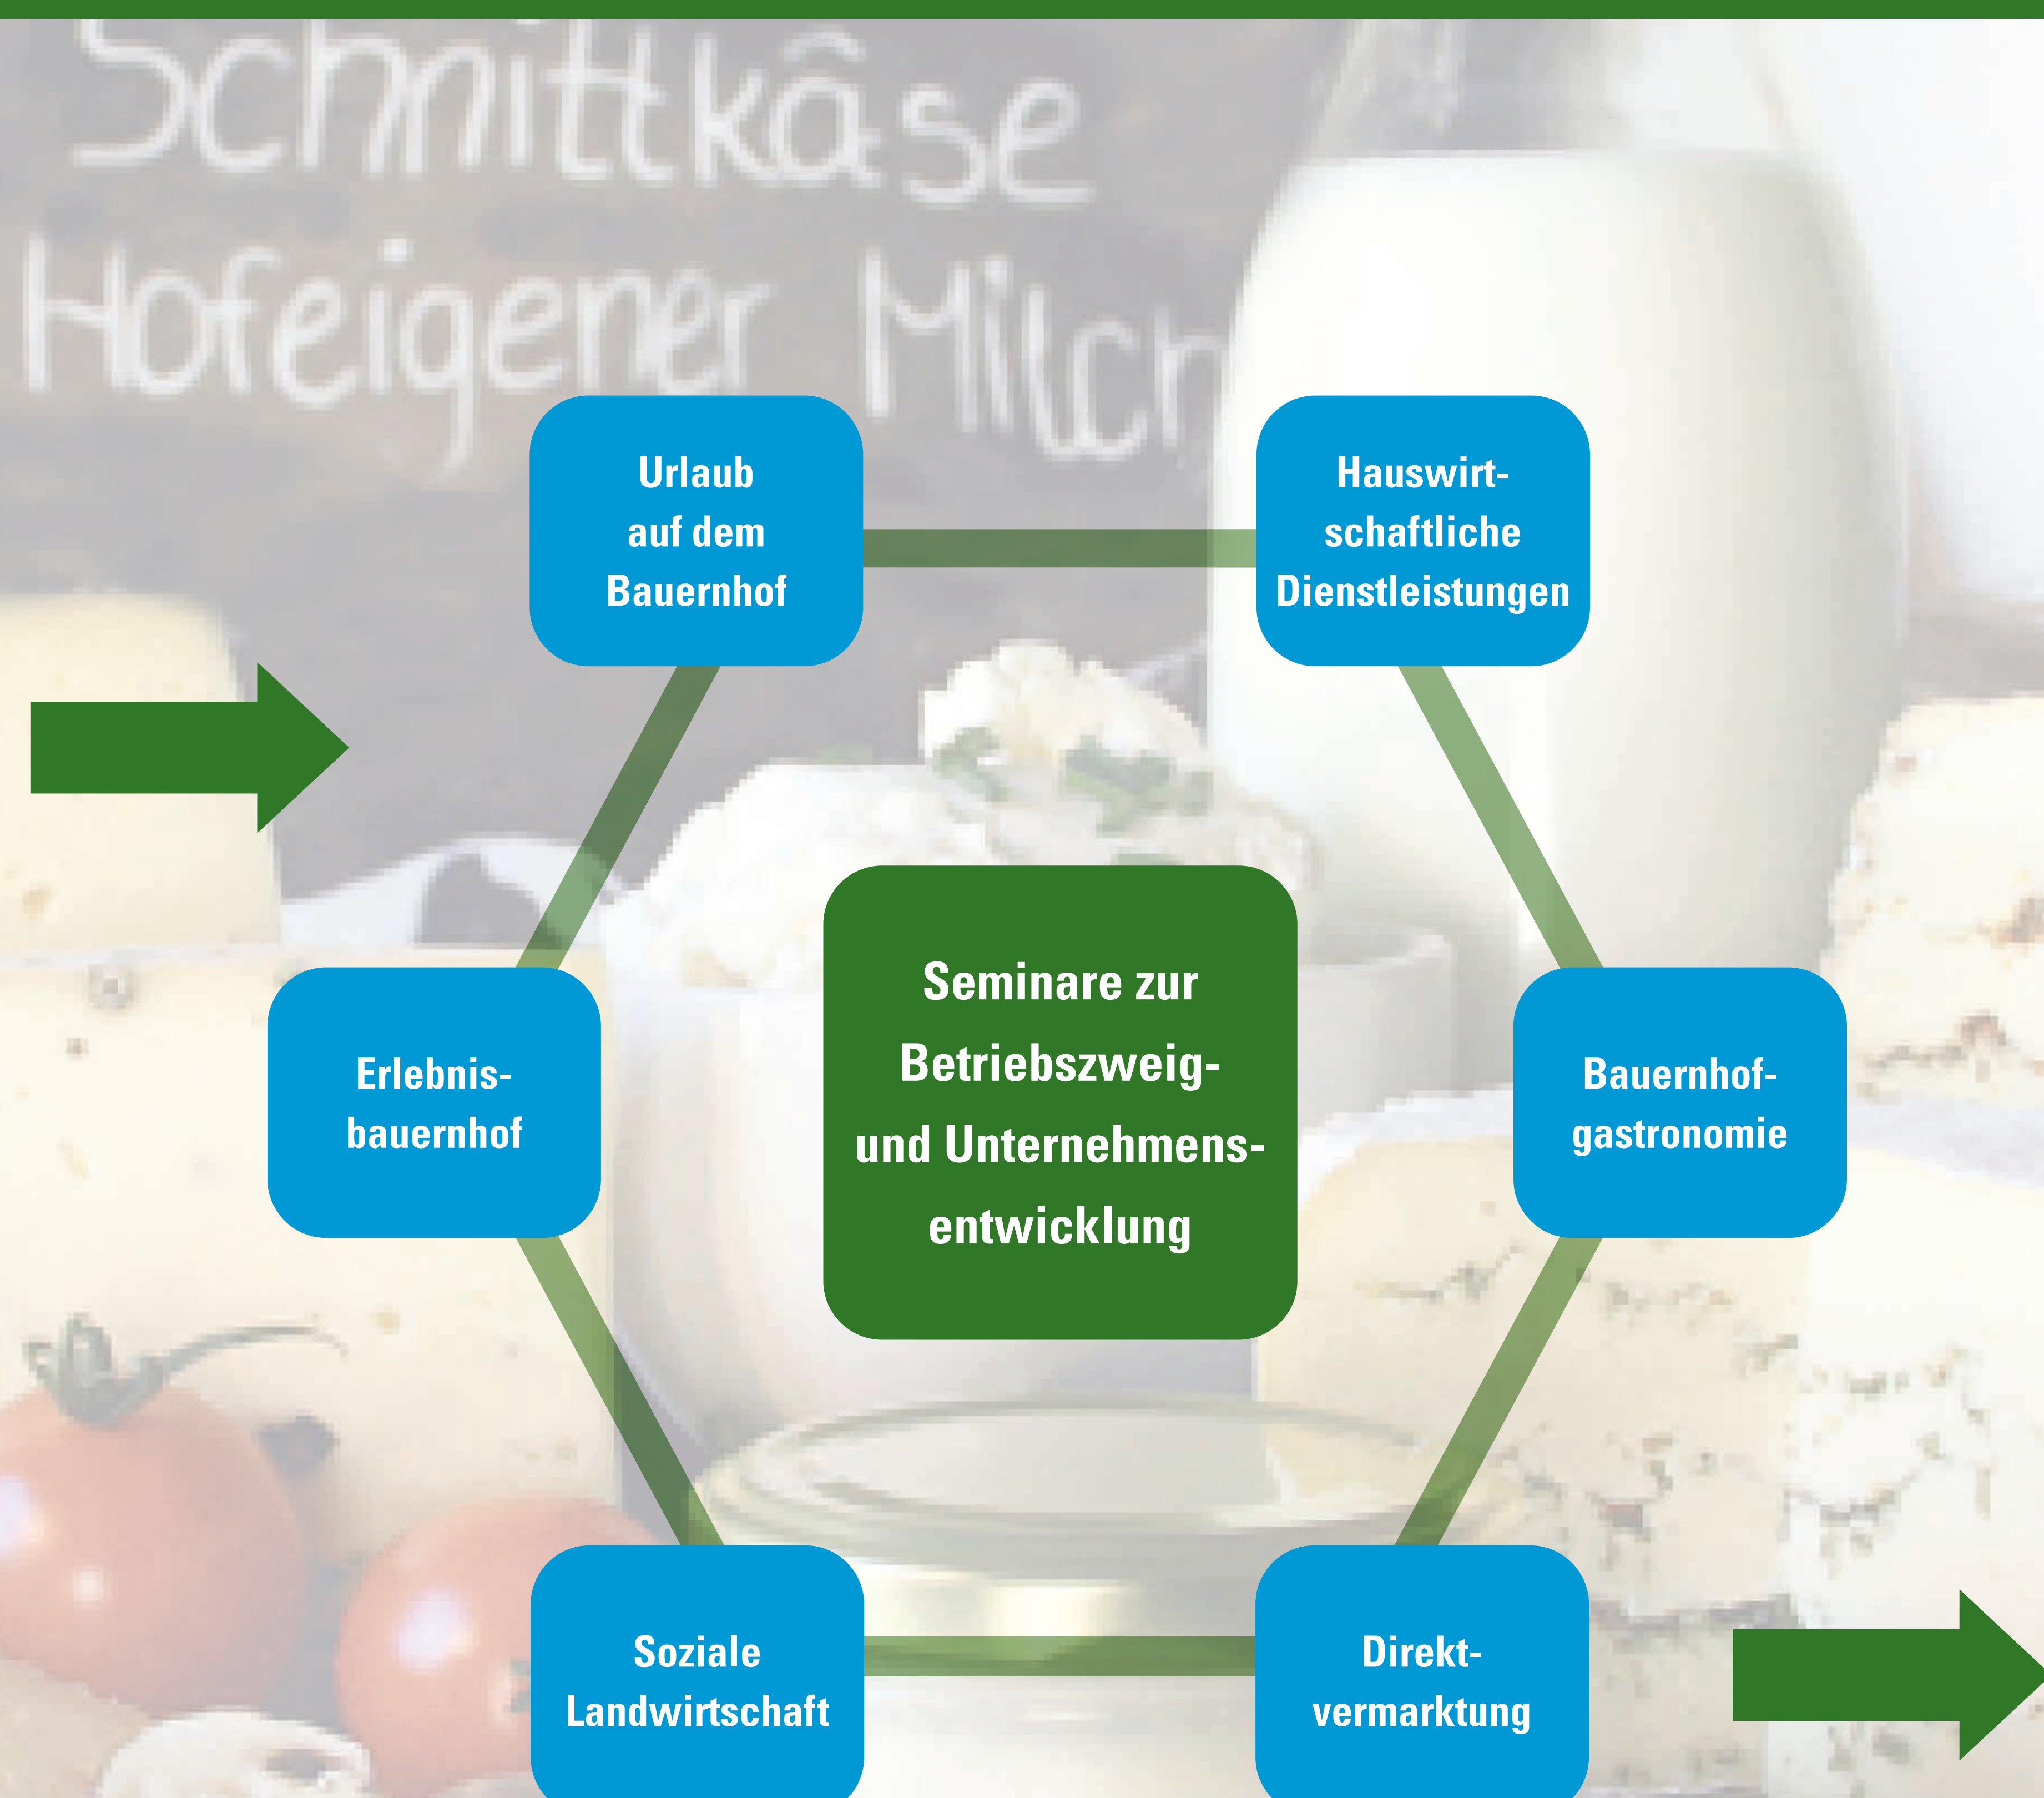 Schnittkäse
Hofeigener Milch
Urlaub
auf dem
Bauernhof
Hauswirt-
schaftliche
Dienstleistungen
Erlebnis-
bauernhof
Seminare zur
Betriebszweig-
und Unternehmens-
entwicklung
Bauernhof-
gastronomie
Soziale
Landwirtschaft
Direkt-
vermarktung